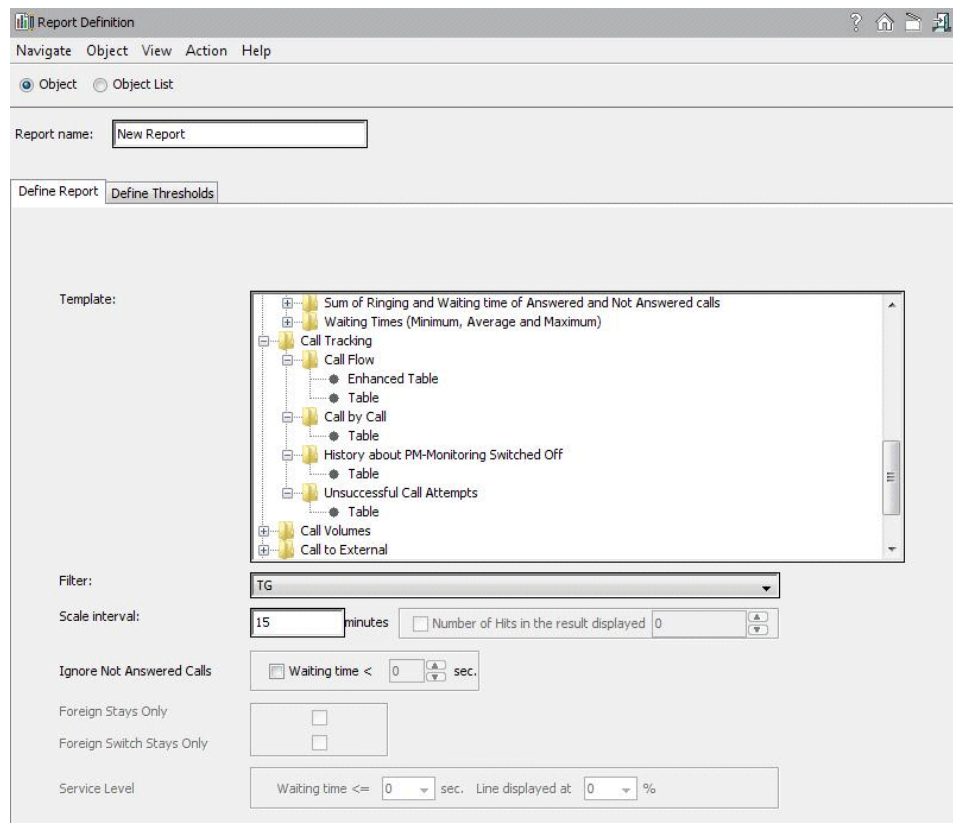 Report Definition
Navigate Object View Action Help
Object Object List
Report name: New Report
Define Report Define Thresholds
Template:
Sum of Ringing and Waiting time of Answered and Not Answered calls
Waiting Times (Minimum, Average and Maximum)
Call Tracking
Call Flow
Enhanced Table
Table
Call by Call
Table
History about PM-Monitoring Switched Off
Table
Unsuccessful Call Attempts
Table
Call Volumes
Call to External
Filter: TG
Scale interval: 15 minutes Number of Hits in the result displayed 0
Ignore Not Answered Calls Waiting time < 0 sec.
Foreign Stays Only
Foreign Switch Stays Only
Service Level Waiting time <= 0 sec. Line displayed at 0 %